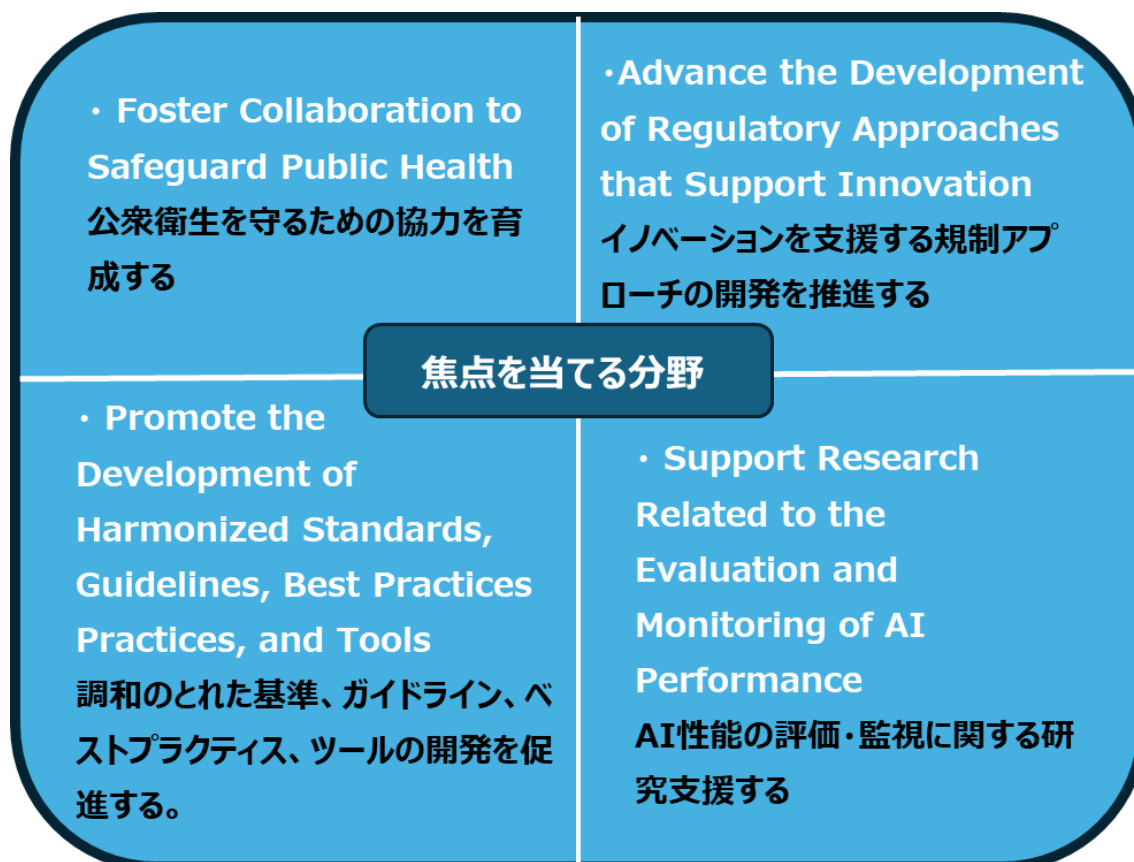 ・ Foster Collaboration to
Safeguard Public Health
公衆衛生を守るための協力を育
成する
・Advance the Development
of Regulatory Approaches
that Support Innovation
イノベーションを支援する規制アプ
ローチの開発を推進する
焦点を当てる分野
・ Promote the
Development of
Harmonized Standards,
Guidelines, Best Practices
Practices, and Tools
調和のとれた基準、ガイドライン、ベ
ストプラクティス、ツールの開発を促
進する。
・ Support Research
Related to the
Evaluation and
Monitoring of AI
Performance
AI性能の評価・監視に関する研
究支援する